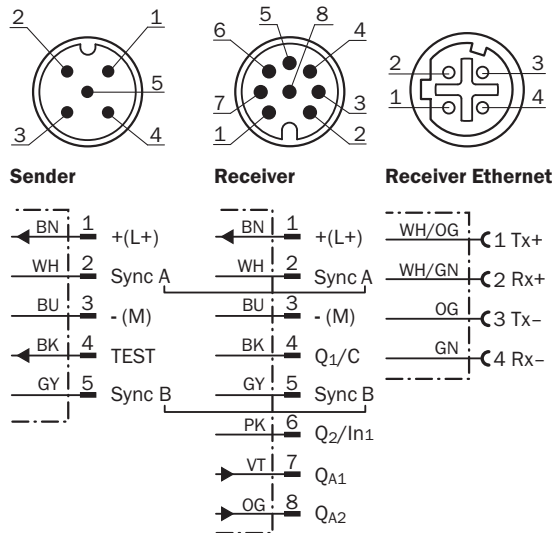 2 1
5
3 4
5 8
6 4
7 3
1 2
2 3
1 4
Sender
Receiver
Receiver Ethernet
BN 1 +(L+)
WH 2 Sync A
BU 3 - (M)
BK 4 TEST
GY 5 Sync B
BN 1 +(L+)
WH 2 Sync A
BU 3 - (M)
BK 4 Q1/C
GY 5 Sync B
PK 6 Q2/In1
VT 7 QA1
OG 8 QA2
WH/OG 1 Tx+
WH/GN 2 Rx+
OG 3 Tx–
GN 4 Rx–